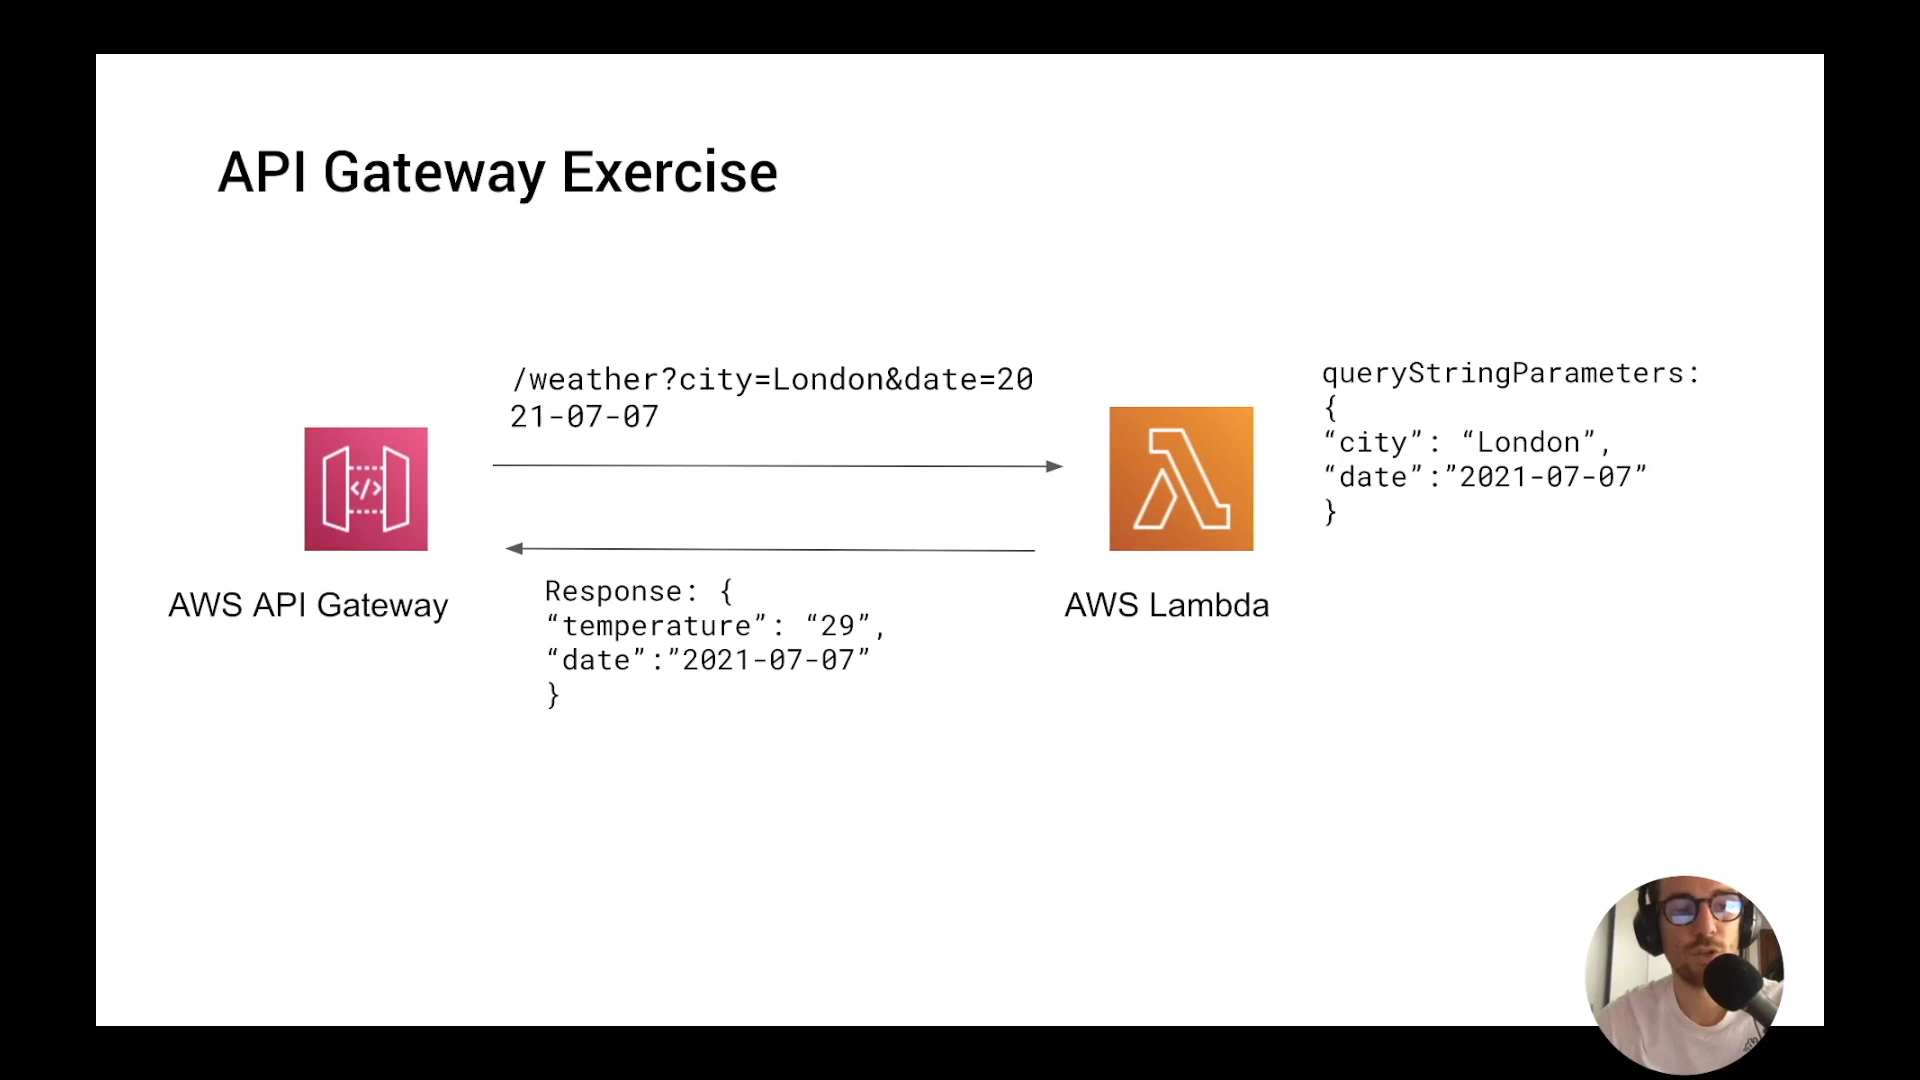 API Gateway Exercise
/weather?city=London&date=20
21-07-07
queryStringParameters:
{
“city”: “London”,
“date”:”2021-07-07”
}
</>
AWS API Gateway
Response: {
“temperature”: “29”,
“date”:”2021-07-07”
}
AWS Lambda